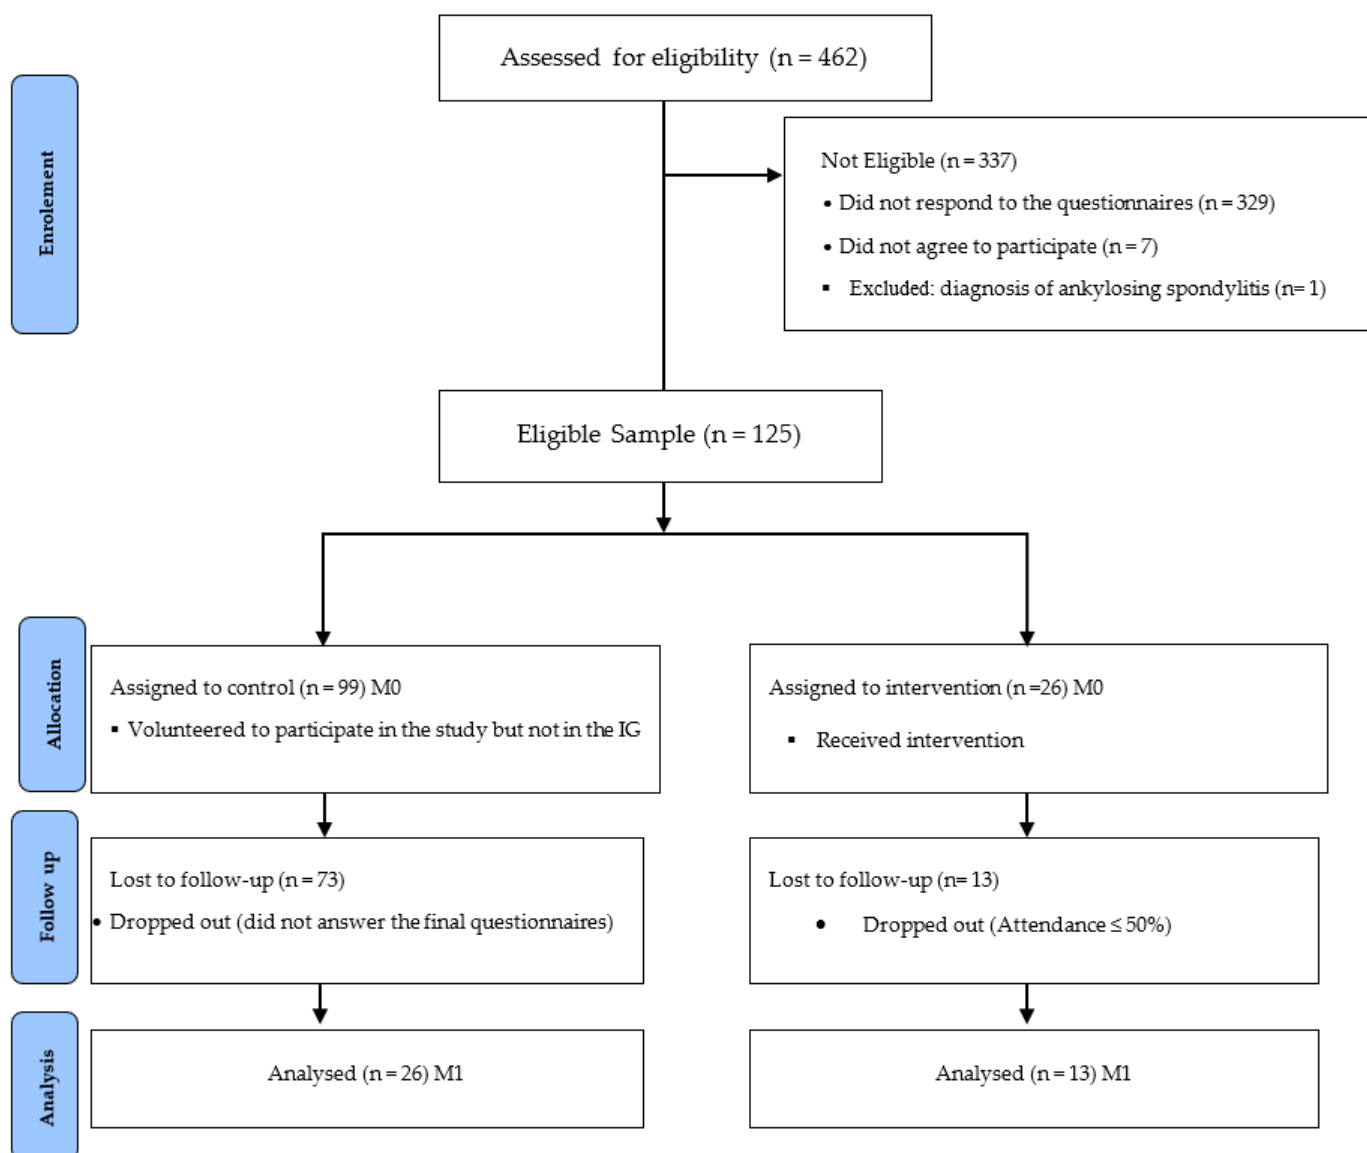 Assessed for eligibility (n = 462)
Enrolement
Not Eligible (n = 337)
• Did not respond to the questionnaires (n = 329)
• Did not agree to participate (n = 7)
▪ Excluded: diagnosis of ankylosing spondylitis (n= 1)
Eligible Sample (n = 125)
Allocation
Assigned to control (n = 99) M0
▪ Volunteered to participate in the study but not in the IG
Assigned to intervention (n =26) M0
▪ Received intervention
Follow up
Lost to follow-up (n = 73)
• Dropped out (did not answer the final questionnaires)
Lost to follow-up (n= 13)
• Dropped out (Attendance ≤ 50%)
Analysis
Analysed (n = 26) M1
Analysed (n = 13) M1